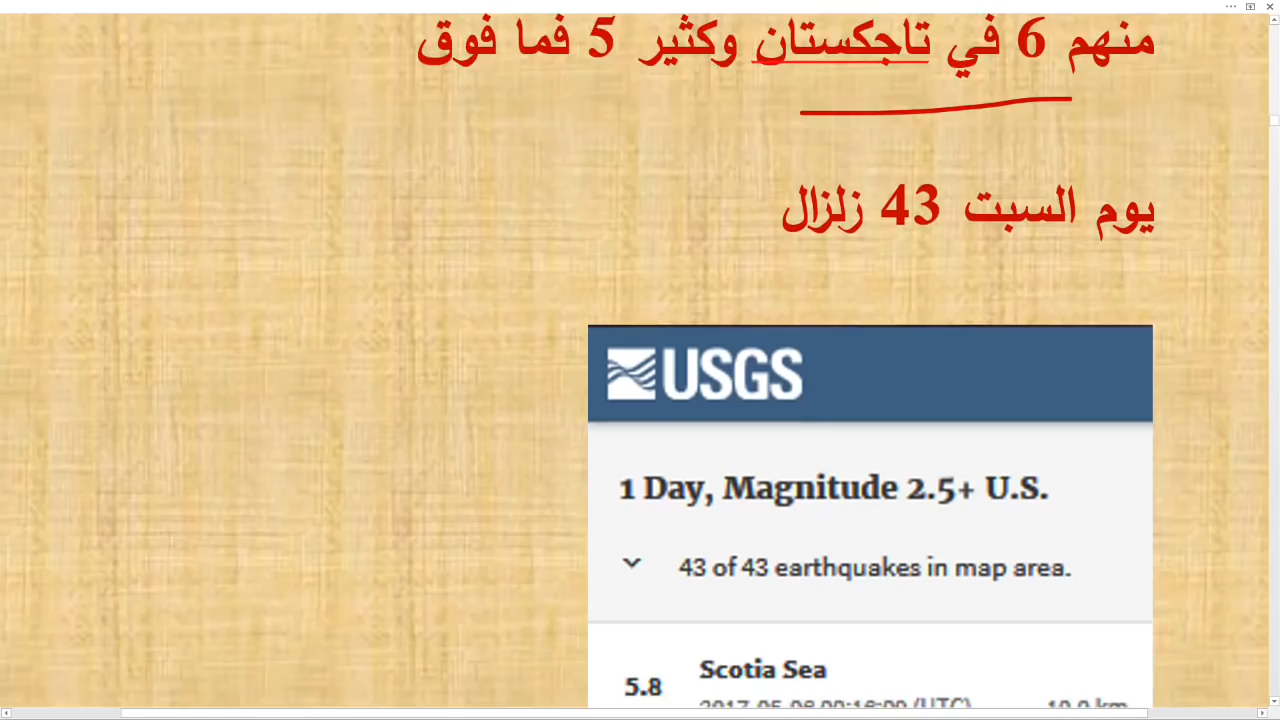 منهم 6 في تاجكستان وكثير 5 فما فوق
يوم السبت 43 زلزال
USGS
1 Day, Magnitude 2.5+ U.S.
43 of 43 earthquakes in map area.
Scotia Sea
5.8